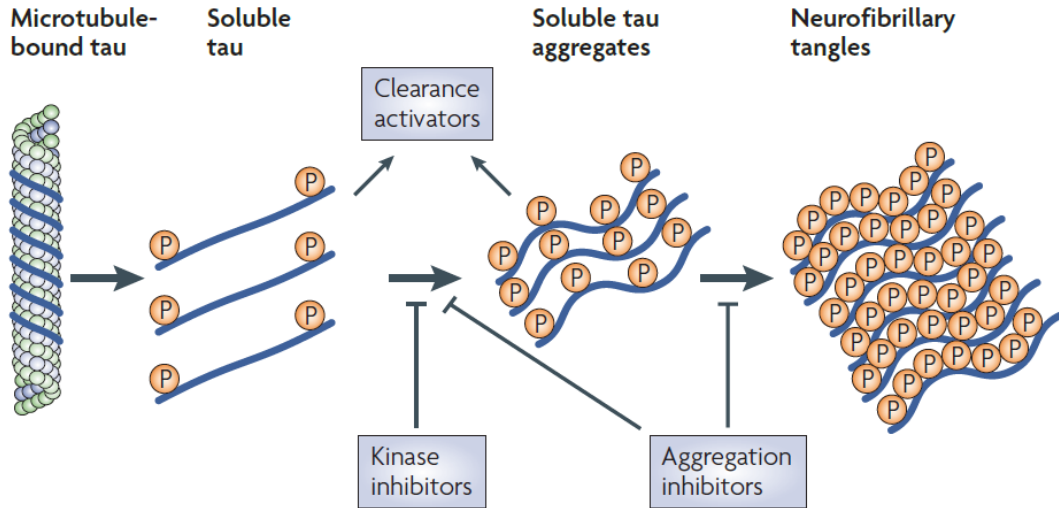 Microtubule-
bound tau
Soluble
tau
Soluble tau
aggregates
Neurofibrillary
tangles
Clearance
activators
P P
P P
P P
P P P P P P P P P P P P
P P P P P P P P P P P P P P P P P P P P P P P P P P P P P P P P P P P P P P P P P P P P P P
Kinase
inhibitors
Aggregation
inhibitors